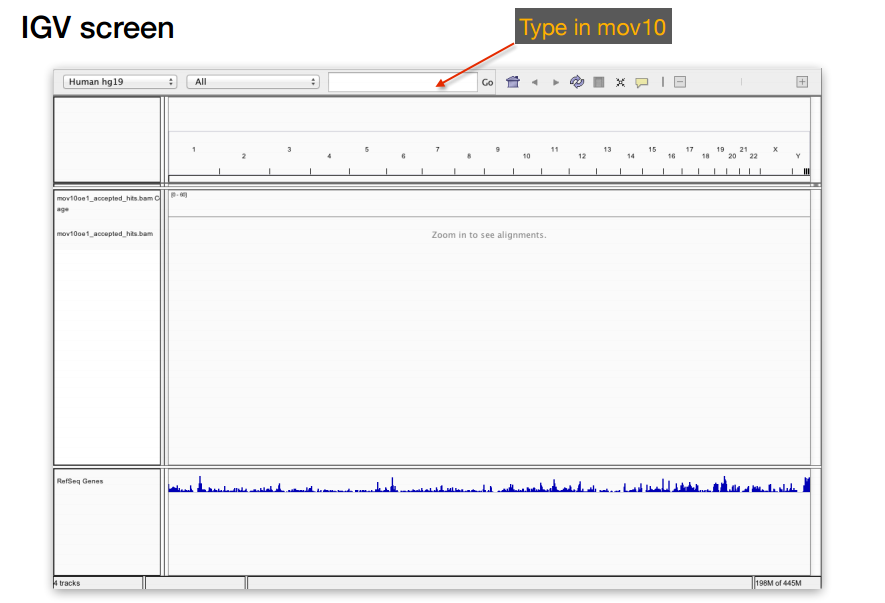 IGV screen
Type in mov10
Human hg19
All
Go
1 2 3 4 5 6 7 8 9 10 11 12 13 14 15 16 17 18 19 20 21 22 X Y
mov10oe1_accepted_hits.bam C
age
[0 - 60]
mov10oe1_accepted_hits.bam
Zoom in to see alignments.
RefSeq Genes
4 tracks
198M of 445M